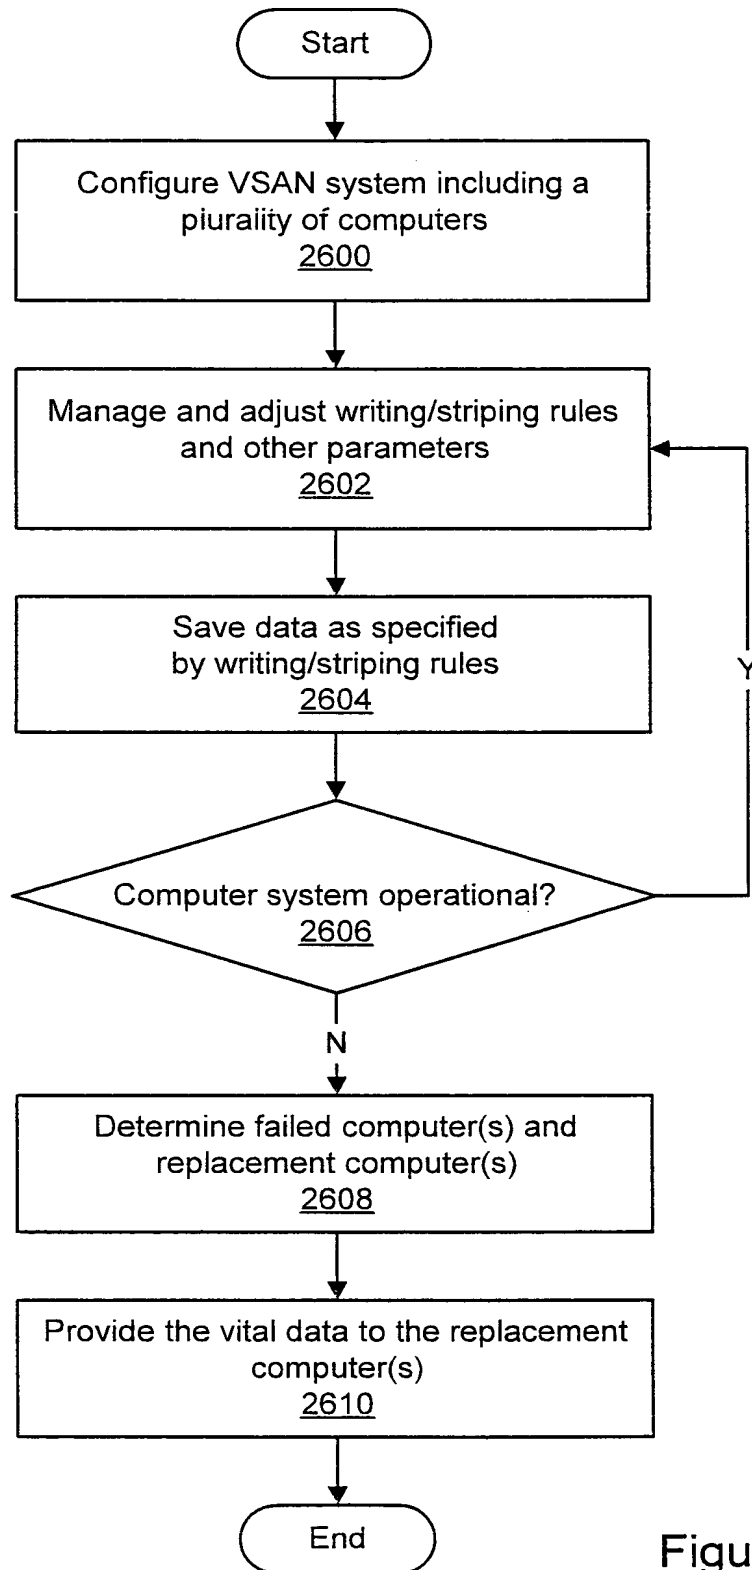 Start
Configure VSAN system including a
plurality of computers
2600
Manage and adjust writing/striping rules
and other parameters
2602
Save data as specified
by writing/striping rules
2604
Y
Computer system operational?
2606
N
Determine failed computer(s) and
replacement computer(s)
2608
Provide the vital data to the replacement
computer(s)
2610
End
Figu